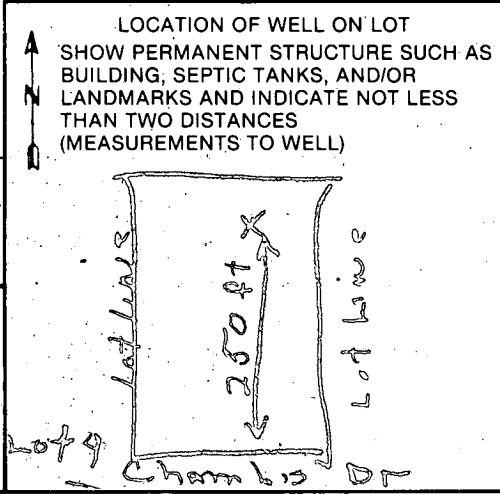 LOCATION OF WELL ON LOT
SHOW PERMANENT STRUCTURE SUCH AS
BUILDING, SEPTIC TANKS, AND/OR
LANDMARKS AND INDICATE NOT LESS
THAN TWO DISTANCES
(MEASUREMENTS TO WELL)
N
Lot Line
250 ft
Lot Line
Lot 9
Chamblis Dr